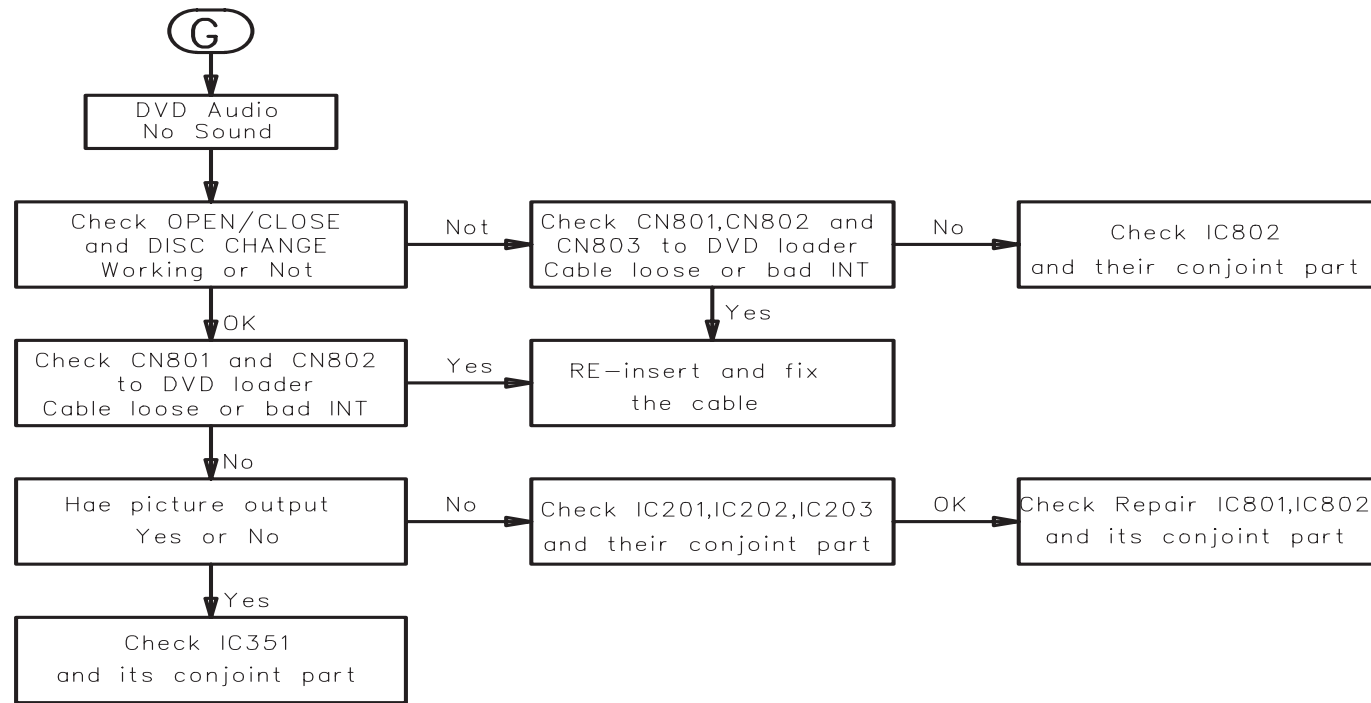 G
DVD Audio
No Sound
Check OPEN/CLOSE
and DISC CHANGE
Working or Not
Not
Check CN801,CN802 and
CN803 to DVD loader
Cable loose or bad INT
No
Check IC802
and their conjoint part
OK
Yes
Check CN801 and CN802
to DVD loader
Cable loose or bad INT
Yes
RE-insert and fix
the cable
No
Hae picture output
Yes or No
No
Check IC201,IC202,IC203
and their conjoint part
OK
Check Repair IC801,IC802
and its conjoint part
Yes
Check IC351
and its conjoint part